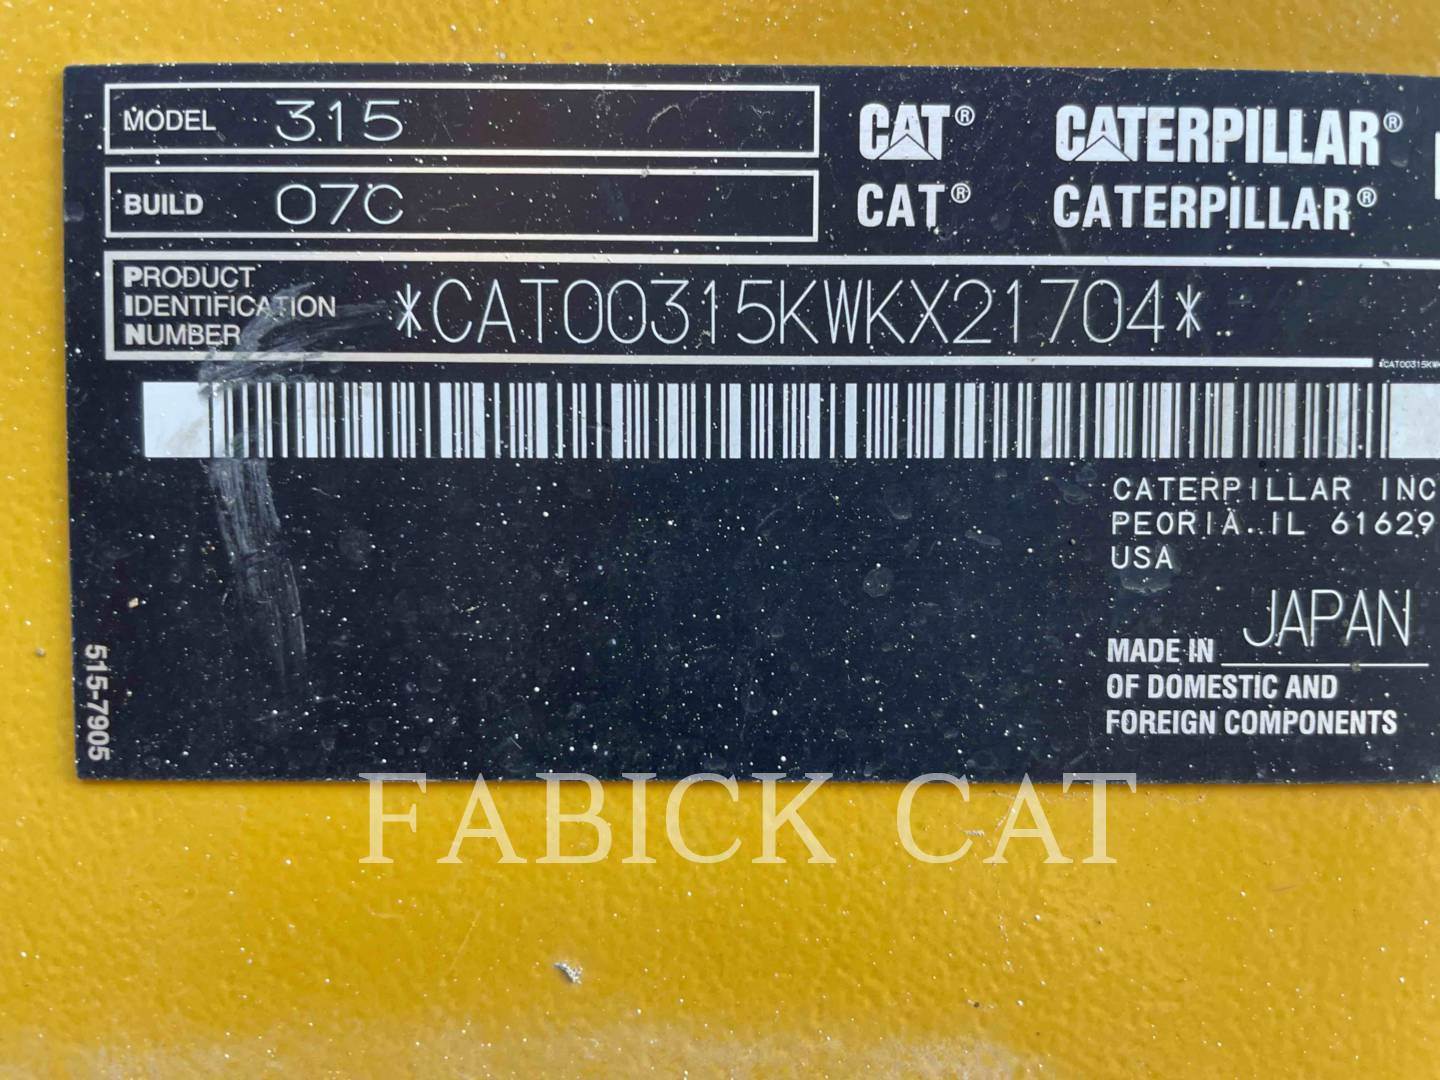 MODEL 315
CAT® CATERPILLAR®
BUILD 07C
CAT® CATERPILLAR®
PRODUCT
IDENTIFICATION
NUMBER
*CAT00315KWKX21704*
515-7905
CATERPILLAR INC
PEORIA. IL 61629
USA
MADE IN JAPAN
OF DOMESTIC AND
FOREIGN COMPONENTS
FABICK CAT